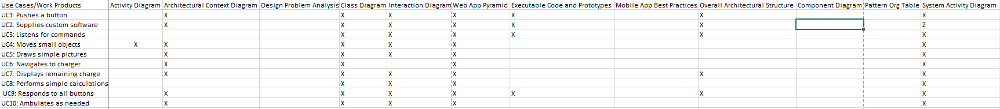 Use Cases/Work Products Activity Diagram Architectural Context Diagram Design Problem Analysis Class Diagram Interaction Diagram Web App Pyramid Executable Code and Prototypes Mobile App Best Practices Overall Architectural Structure Component Diagram Pattern Org Table System Activity Diagram
UC1: Pushes a button X X X X X X X
UC2: Supplies custom software X X X X X X Z
UC3: Listens for commands X X X X X X
UC4: Moves small objects X X X X X X
UC5: Draws simple pictures X X X X X
UC6: Navigates to charger X X X X
UC7: Displays remaining charge X X X X X X
UC8: Performs simple calculations X X X X
UC9: Responds to all buttons X X X X X X X
UC10: Ambulates as needed X X X X X